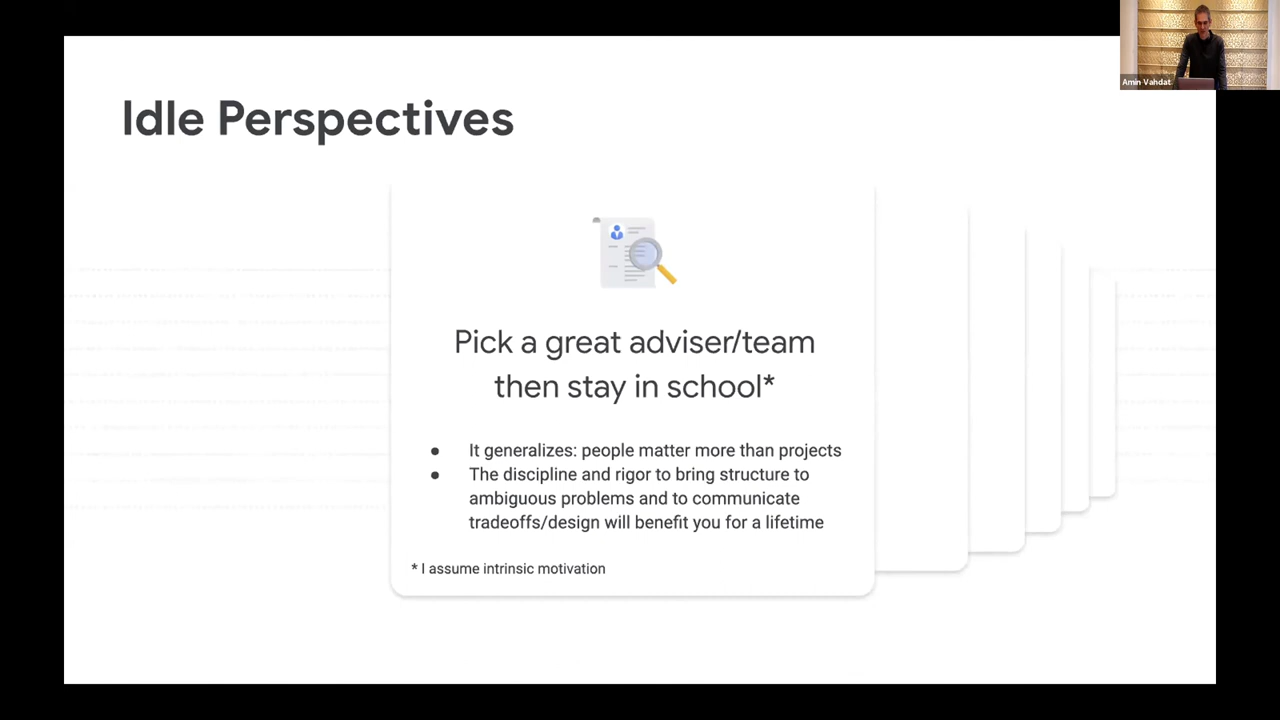 Amin Vahdat
Idle Perspectives
Pick a great adviser/team
then stay in school*
● It generalizes: people matter more than projects
● The discipline and rigor to bring structure to
ambiguous problems and to communicate
tradeoffs/design will benefit you for a lifetime
* I assume intrinsic motivation